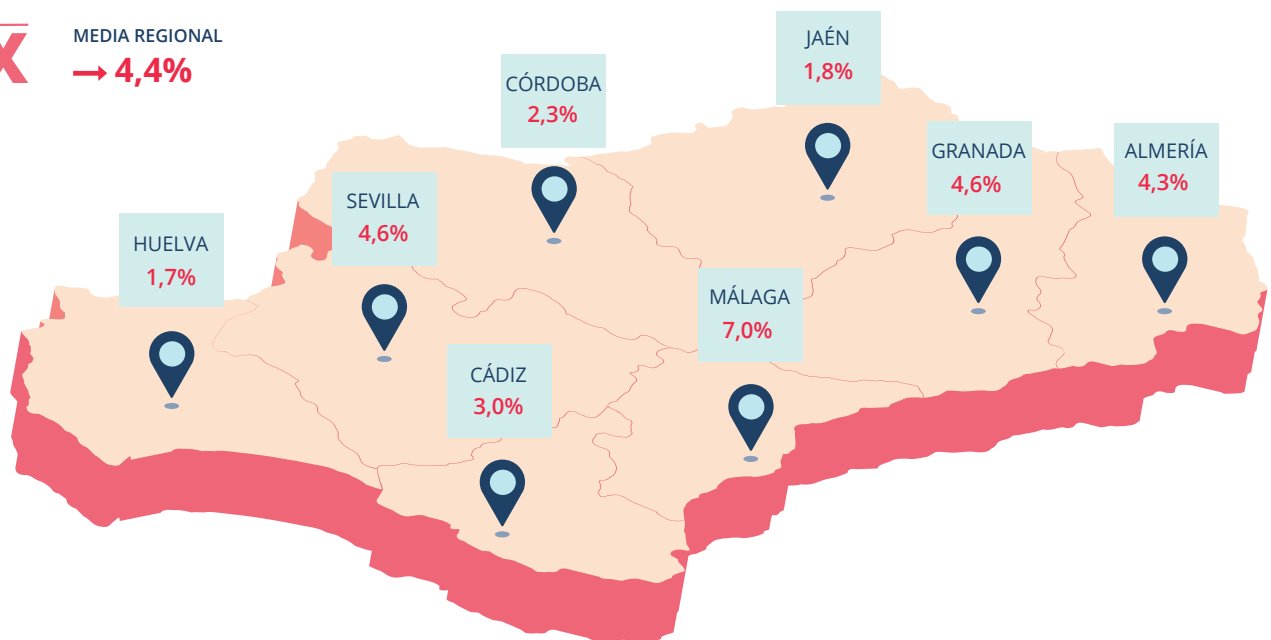 X
MEDIA REGIONAL
→ 4,4%
JAÉN
1,8%
CÓRDOBA
2,3%
GRANADA
4,6%
ALMERÍA
4,3%
SEVILLA
4,6%
HUELVA
1,7%
MÁLAGA
7,0%
CÁDIZ
3,0%